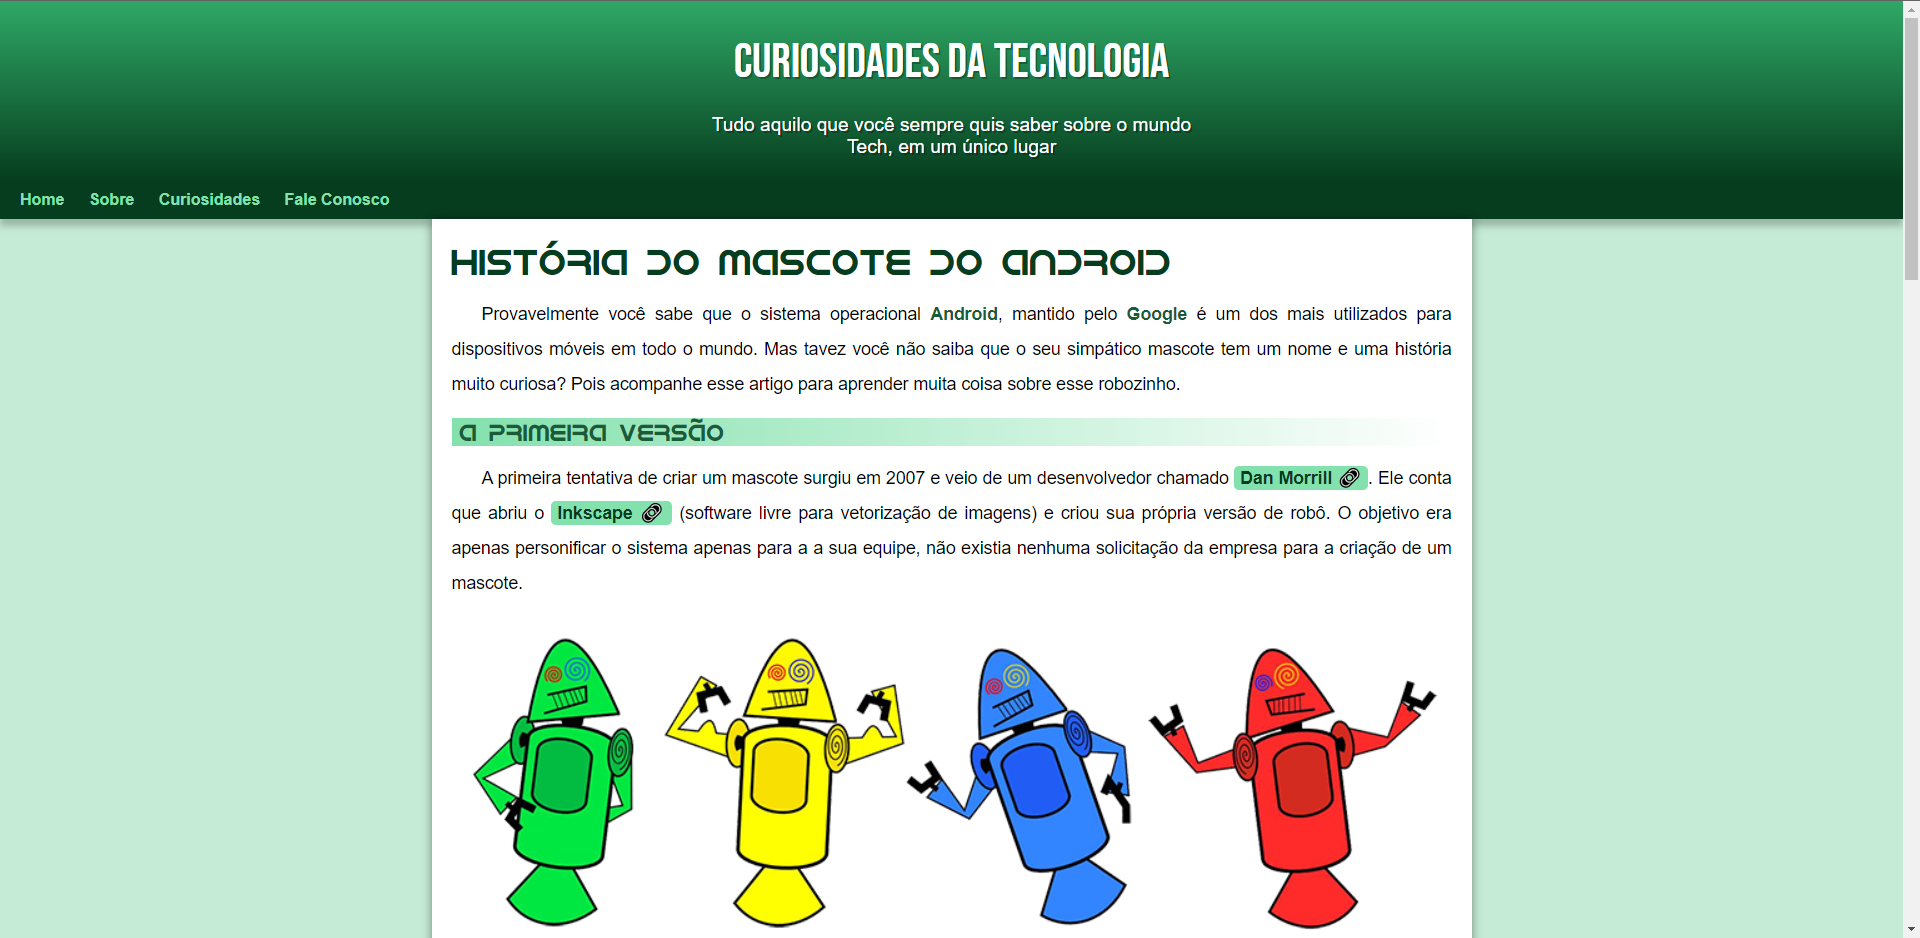 CURIOSIDADES DA TECNOLOGIA
Tudo aquilo que você sempre quis saber sobre o mundo
Tech, em um único lugar
Home Sobre Curiosidades Fale Conosco
HISTÓRIA DO MASCOTE DO ANDROID
Provavelmente você sabe que o sistema operacional Android, mantido pelo Google é um dos mais utilizados para
dispositivos móveis em todo o mundo. Mas tavez você não saiba que o seu simpático mascote tem um nome e uma história
muito curiosa? Pois acompanhe esse artigo para aprender muita coisa sobre esse robozinho.
A PRIMEIRA VERSÃO
A primeira tentativa de criar um mascote surgiu em 2007 e veio de um desenvolvedor chamado Dan Morrill. Ele conta
que abriu o Inkscape (software livre para vetorização de imagens) e criou sua própria versão de robô. O objetivo era
apenas personificar o sistema apenas para a a sua equipe, não existia nenhuma solicitação da empresa para a criação de um
mascote.